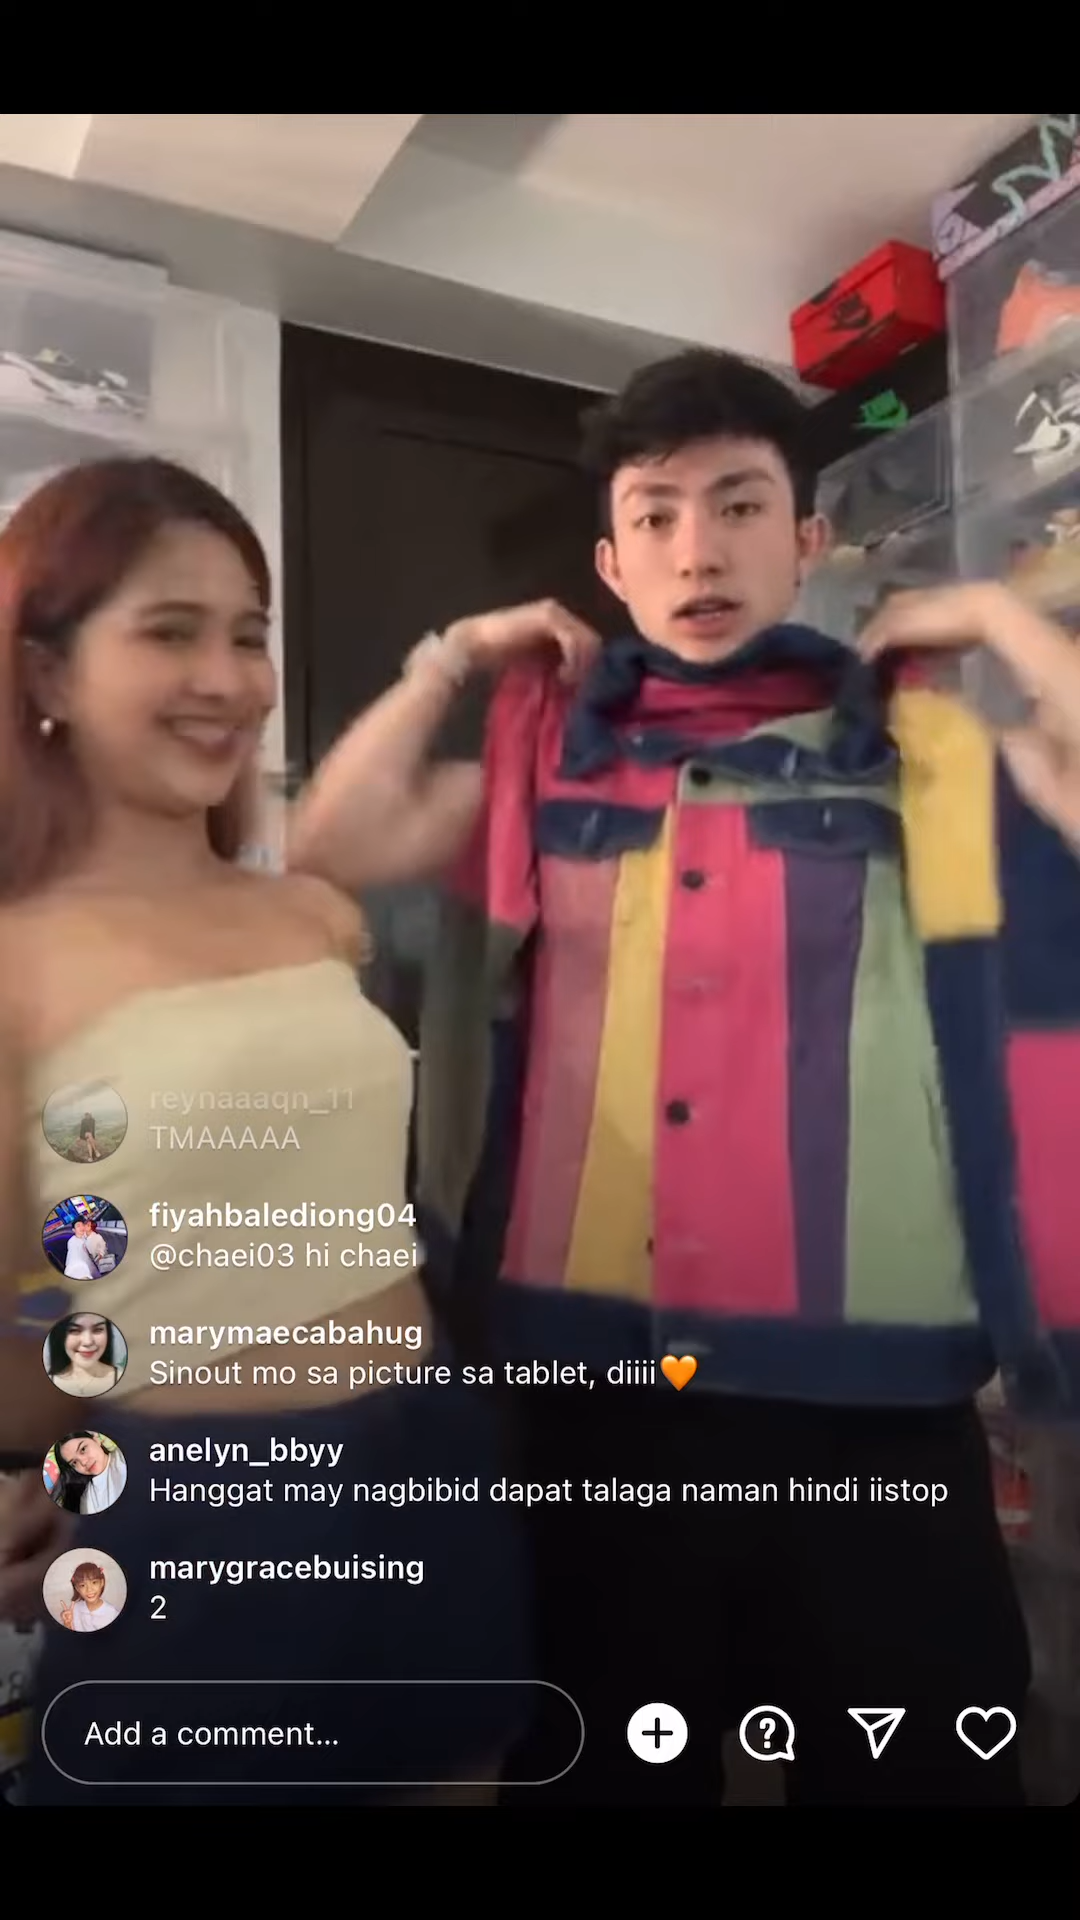 reynaaaqn_11
TMAAAAA
fiyahbalediong04
@chaei03 hi chaei
marymaecabahug
Sinout mo sa picture sa tablet, diiii🧡
anelyn_bbyy
Hanggat may nagbibid dapat talaga naman hindi iistop
marygracebuising
2
Add a comment...